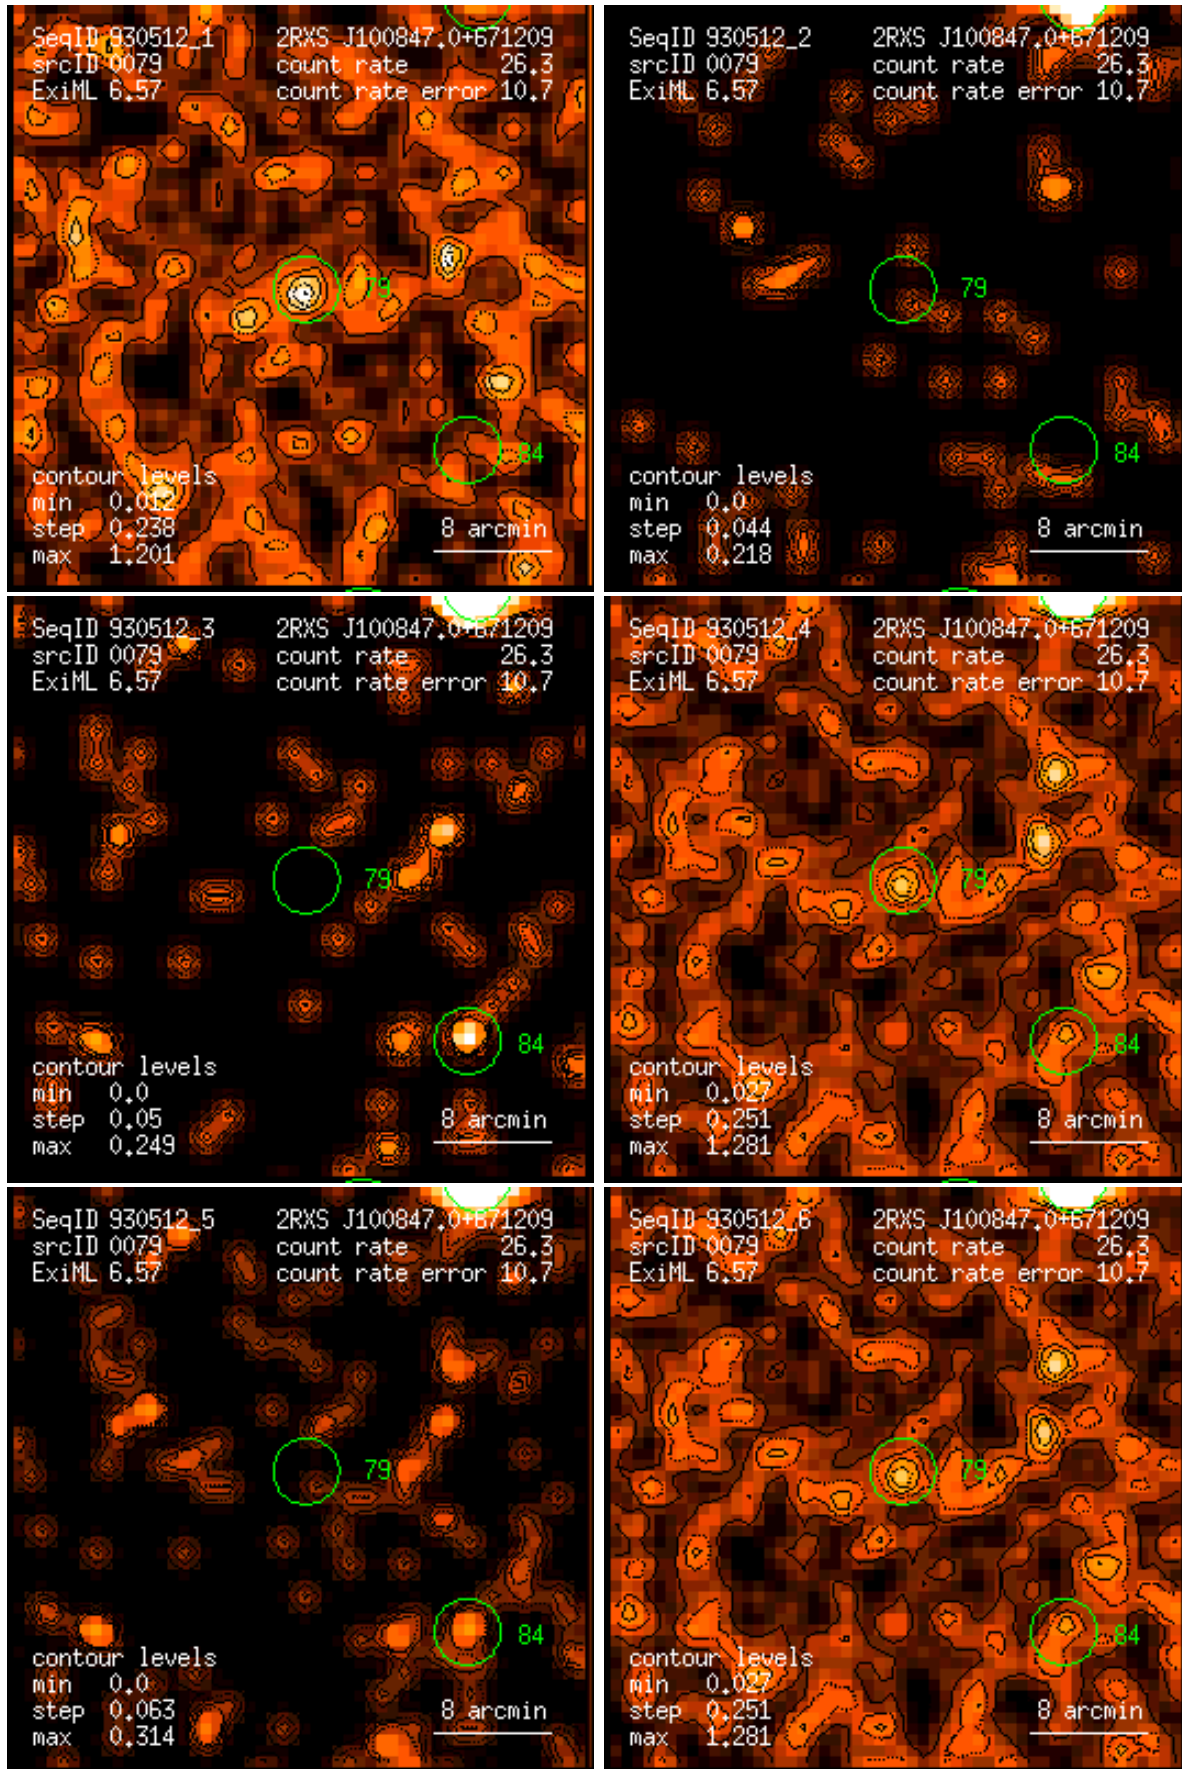 SeqID 930512_1 2RXS J100847.0+671209
srcID 0079 count rate 26.3
ExiML 6.57 count rate error 10.7
79
84
contour levels
min 0.012
step 0.238
max 1.201
8 arcmin
SeqID 930512_2 2RXS J100847.0+671209
srcID 0079 count rate 26.3
ExiML 6.57 count rate error 10.7
79
84
contour levels
min 0.0
step 0.044
max 0.218
8 arcmin
SeqID 930512_3 2RXS J100847.0+671209
srcID 0079 count rate 26.3
ExiML 6.57 count rate error 10.7
79
84
contour levels
min 0.0
step 0.05
max 0.249
8 arcmin
SeqID 930512_4 2RXS J100847.0+671209
srcID 0079 count rate 26.3
ExiML 6.57 count rate error 10.7
79
84
contour levels
min 0.027
step 0.251
max 1.281
8 arcmin
SeqID 930512_5 2RXS J100847.0+671209
srcID 0079 count rate 26.3
ExiML 6.57 count rate error 10.7
79
84
contour levels
min 0.0
step 0.063
max 0.314
8 arcmin
SeqID 930512_6 2RXS J100847.0+671209
srcID 0079 count rate 26.3
ExiML 6.57 count rate error 10.7
79
84
contour levels
min 0.027
step 0.251
max 1.281
8 arcmin